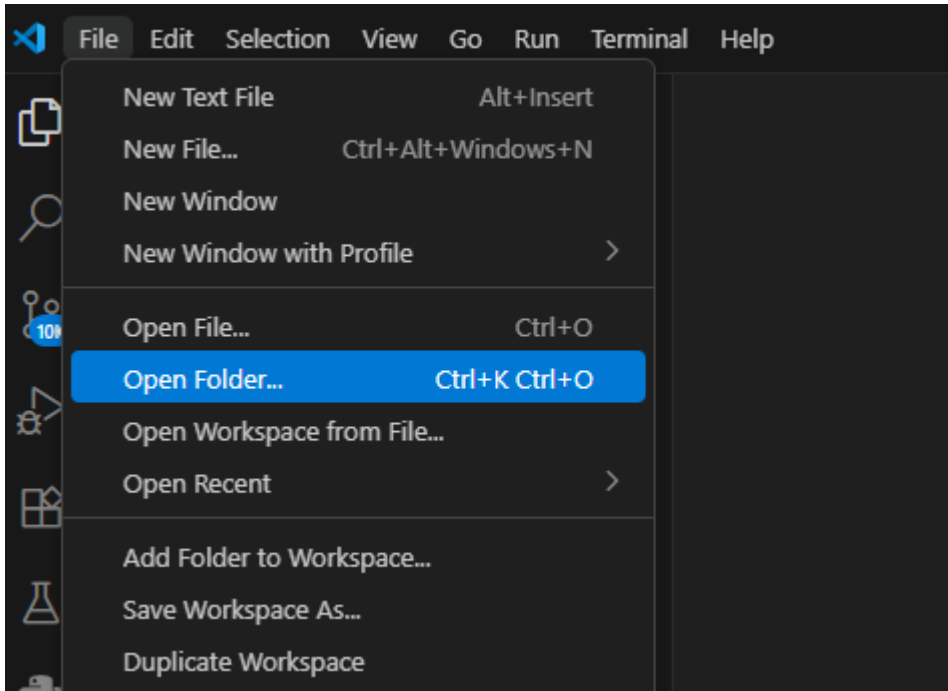 File Edit Selection View Go Run Terminal Help
New Text File Alt+Insert
New File... Ctrl+Alt+Windows+N
New Window
New Window with Profile
Open File... Ctrl+O
Open Folder... Ctrl+K Ctrl+O
Open Workspace from File...
Open Recent
Add Folder to Workspace...
Save Workspace As...
Duplicate Workspace